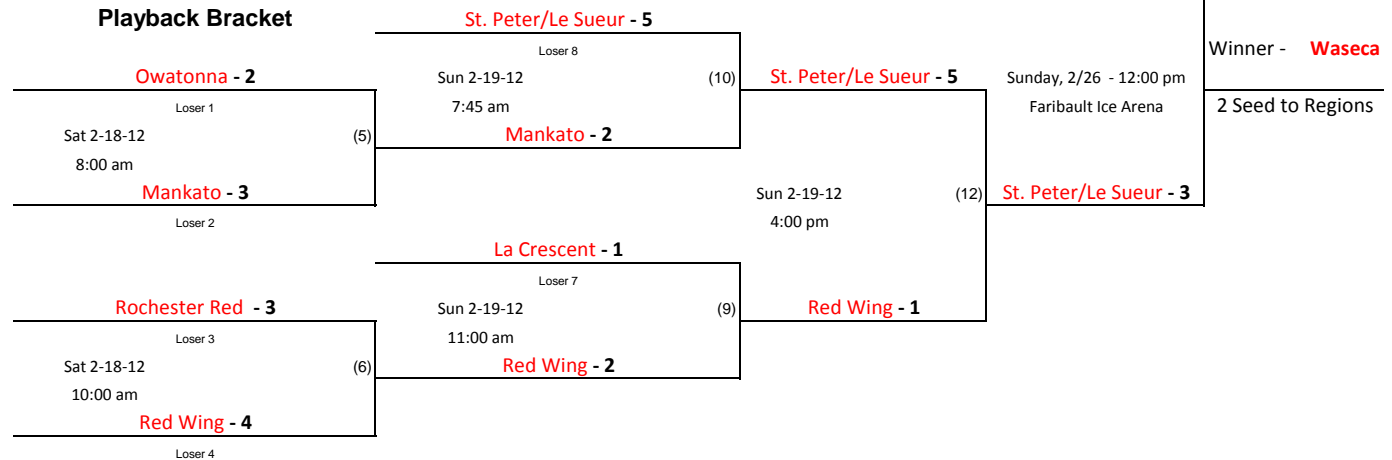 Playback Bracket
St. Peter/Le Sueur - 5
Loser 8
Winner - Waseca
Owatonna - 2
Sun 2-19-12
(10)
St. Peter/Le Sueur - 5
Sunday, 2/26 - 12:00 pm
Loser 1
7:45 am
Faribault Ice Arena
2 Seed to Regions
Sat 2-18-12
(5)
Mankato - 2
8:00 am
Mankato - 3
Sun 2-19-12
(12)
St. Peter/Le Sueur - 3
Loser 2
4:00 pm
La Crescent - 1
Loser 7
Rochester Red - 3
Sun 2-19-12
(9)
Red Wing - 1
Loser 3
11:00 am
Sat 2-18-12
(6)
Red Wing - 2
10:00 am
Red Wing - 4
Loser 4